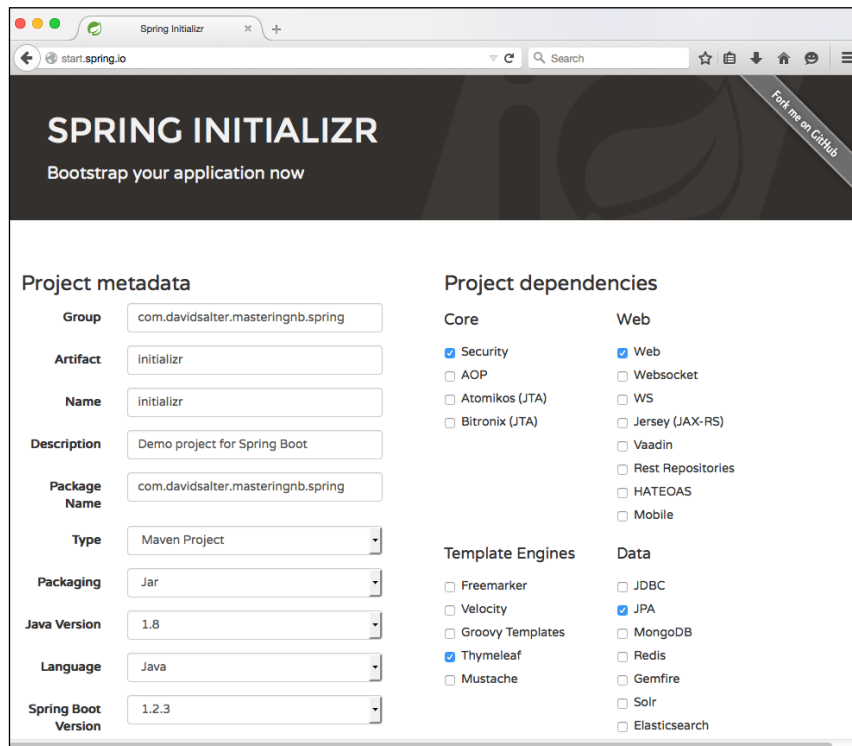 Spring Initializr
start.spring.io
Search
Fork me on GitHub
SPRING INITIALIZR
Bootstrap your application now
Project metadata
Group com.davidsalter.masteringnb.spring
Artifact initializr
Name initializr
Description Demo project for Spring Boot
Package Name com.davidsalter.masteringnb.spring
Type Maven Project
Packaging Jar
Java Version 1.8
Language Java
Spring Boot Version 1.2.3
Project dependencies
Core
Security
AOP
Atomikos (JTA)
Bitronix (JTA)
Web
Web
Websocket
WS
Jersey (JAX-RS)
Vaadin
Rest Repositories
HATEOAS
Mobile
Template Engines
Freemarker
Velocity
Groovy Templates
Thymeleaf
Mustache
Data
JDBC
JPA
MongoDB
Redis
Gemfire
Solr
Elasticsearch